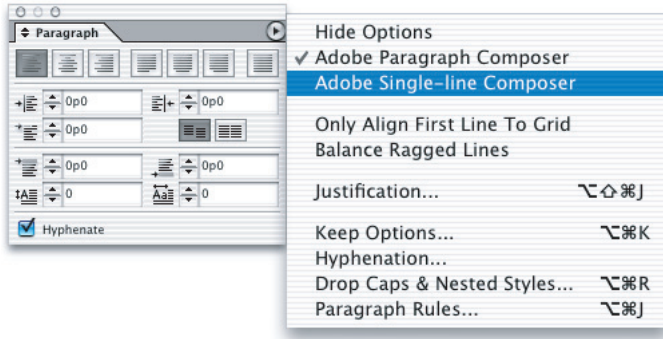 Paragraph
0p0
0p0
0p0
0p0
0p0
0
0
Hyphenate
Hide Options
✓ Adobe Paragraph Composer
Adobe Single-line Composer
Only Align First Line To Grid
Balance Ragged Lines
Justification... ⌥⇧⌘J
Keep Options... ⌥⌘K
Hyphenation...
Drop Caps & Nested Styles... ⌥⌘R
Paragraph Rules... ⌥⌘J